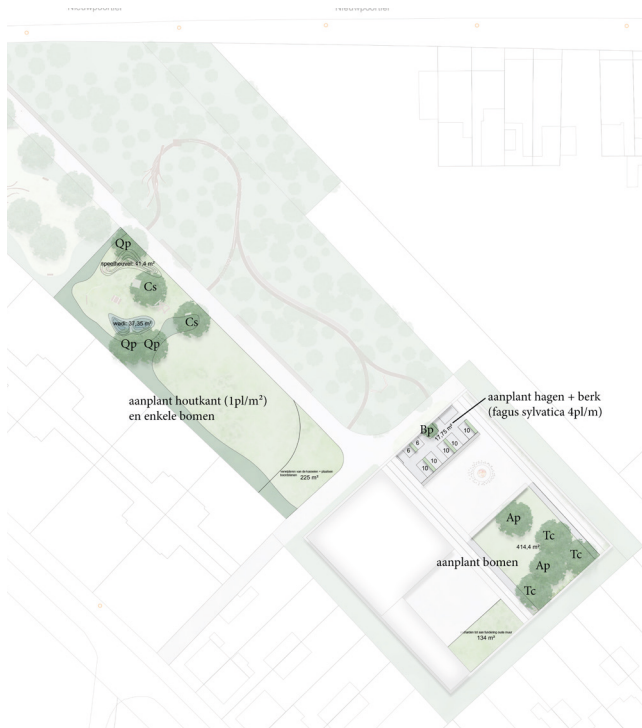 Qp
speelheuvel: 41.4 m²
Cs
wadi: 37,35 m²
Cs
Qp Qp
aanplant houtkant (1pl/m²)
en enkele bomen
225 m²
aanplant hagen + berk
(fagus sylvatica 4pl/m)
Bp
17,75 m²
6
6
10
10
10
10
10
10
Ap
Tc
414,4 m²
Tc
Ap
aanplant bomen
Tc
134 m²